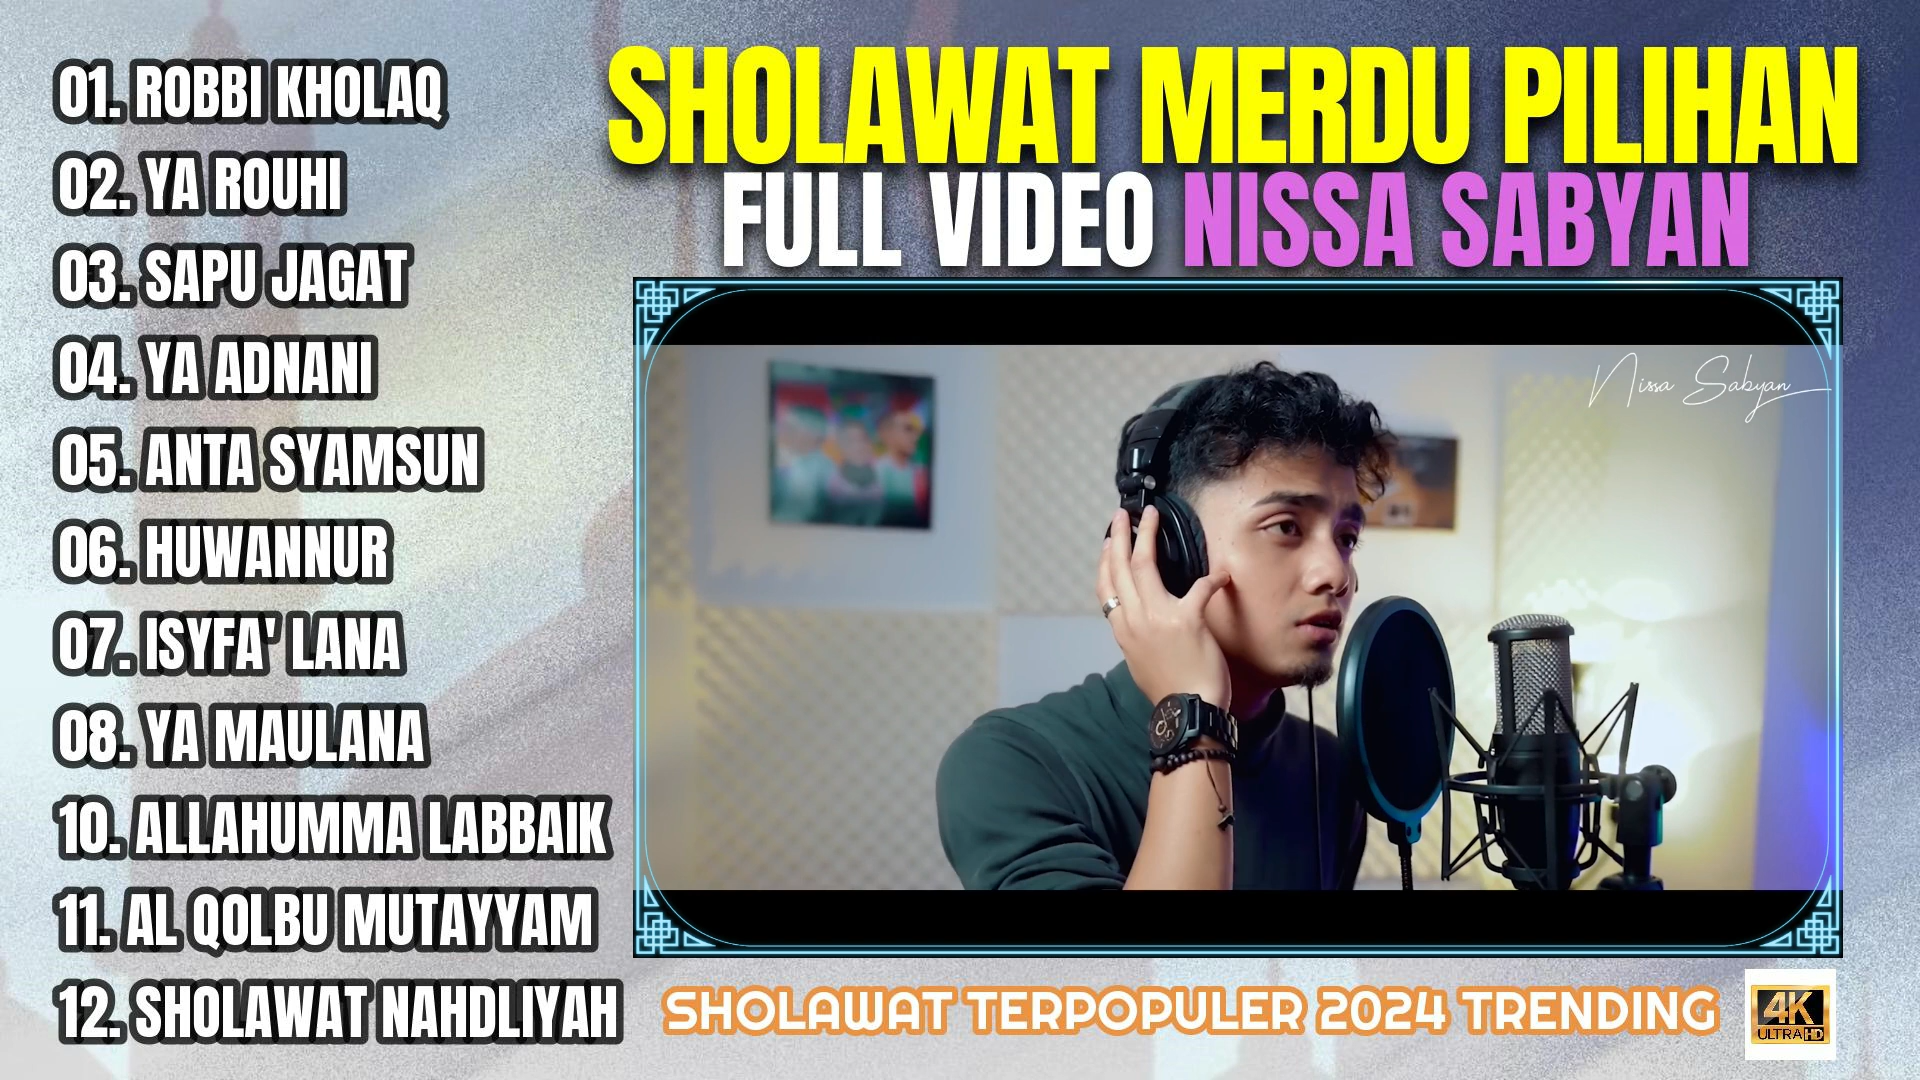 01. ROBBI KHOLAQ
02. YA ROUHI
03. SAPU JAGAT
04. YA ADNANI
05. ANTA SYAMSUN
06. HUWANNUR
07. ISYFA' LANA
08. YA MAULANA
10. ALLAHUMMA LABBAIK
11. AL QOLBU MUTAYYAM
12. SHOLAWAT NAHDLIYAH
SHOLAWAT MERDU PILIHAN
FULL VIDEO NISSA SABYAN
Nissa Sabyan
SHOLAWAT TERPOPULER 2024 TRENDING
4K
ULTRA HD